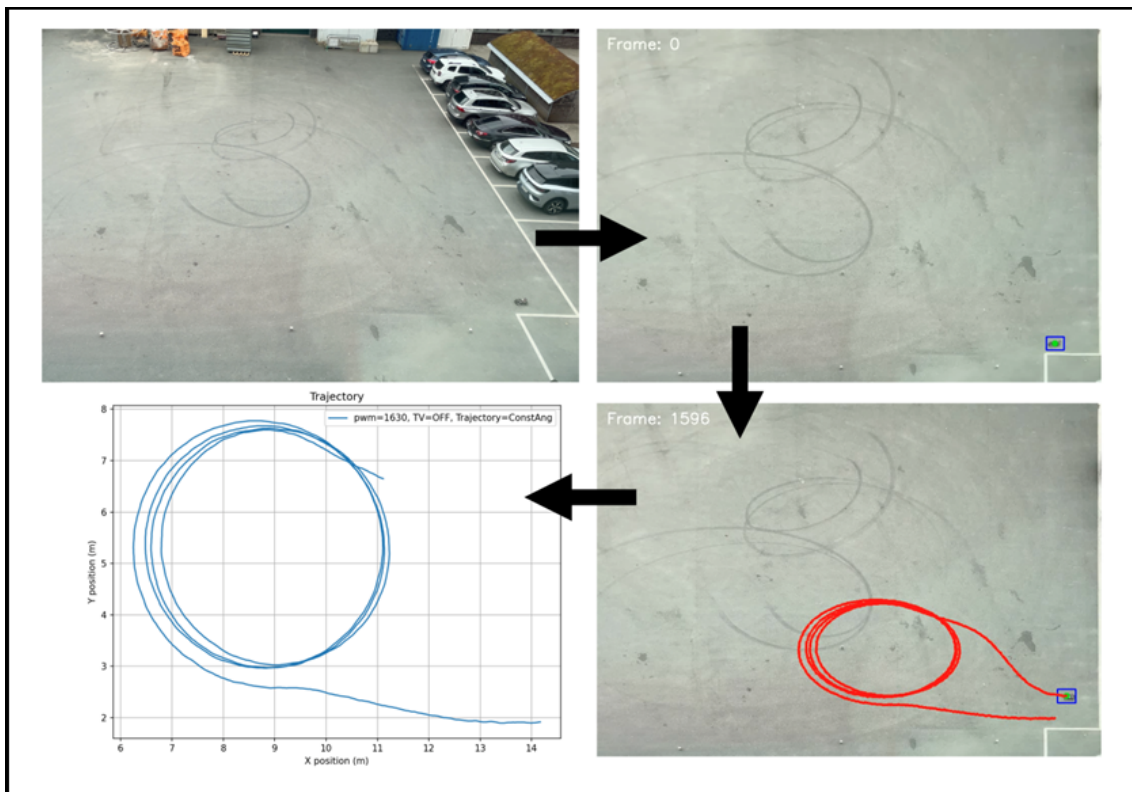 Frame: 0
Trajectory
pwm=1630, TV=OFF, Trajectory=ConstAng
8
7
6
5
4
3
2
Y position (m)
6 7 8 9 10 11 12 13 14
X position (m)
Frame: 1596